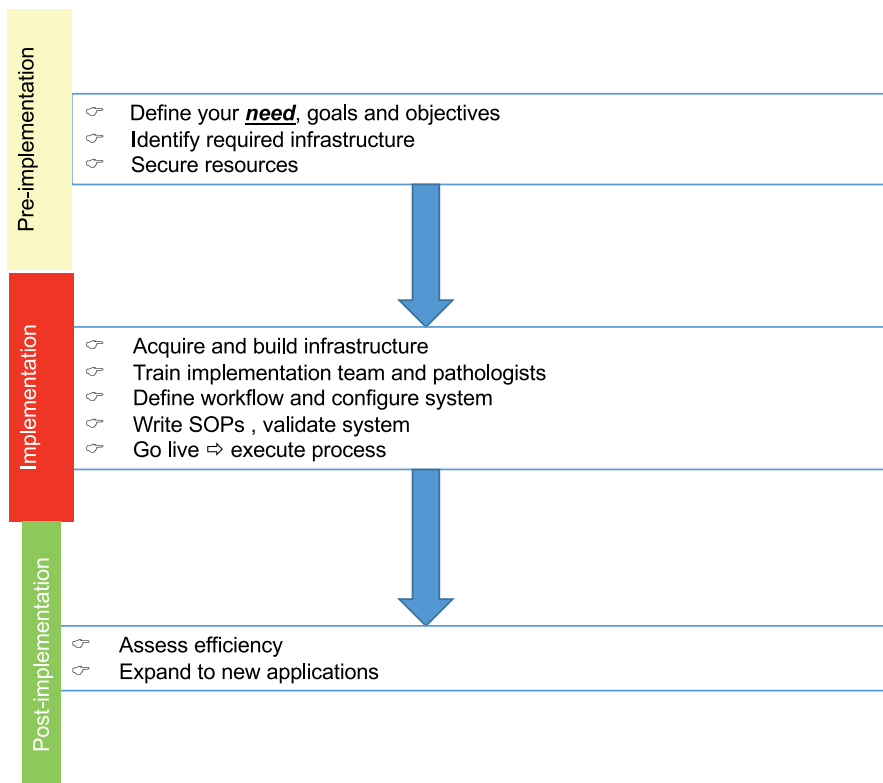 Pre-implementation
☞ Define your need, goals and objectives
☞ Identify required infrastructure
☞ Secure resources
Implementation
☞ Acquire and build infrastructure
☞ Train implementation team and pathologists
☞ Define workflow and configure system
☞ Write SOPs , validate system
☞ Go live ⇨ execute process
Post-implementation
☞ Assess efficiency
☞ Expand to new applications